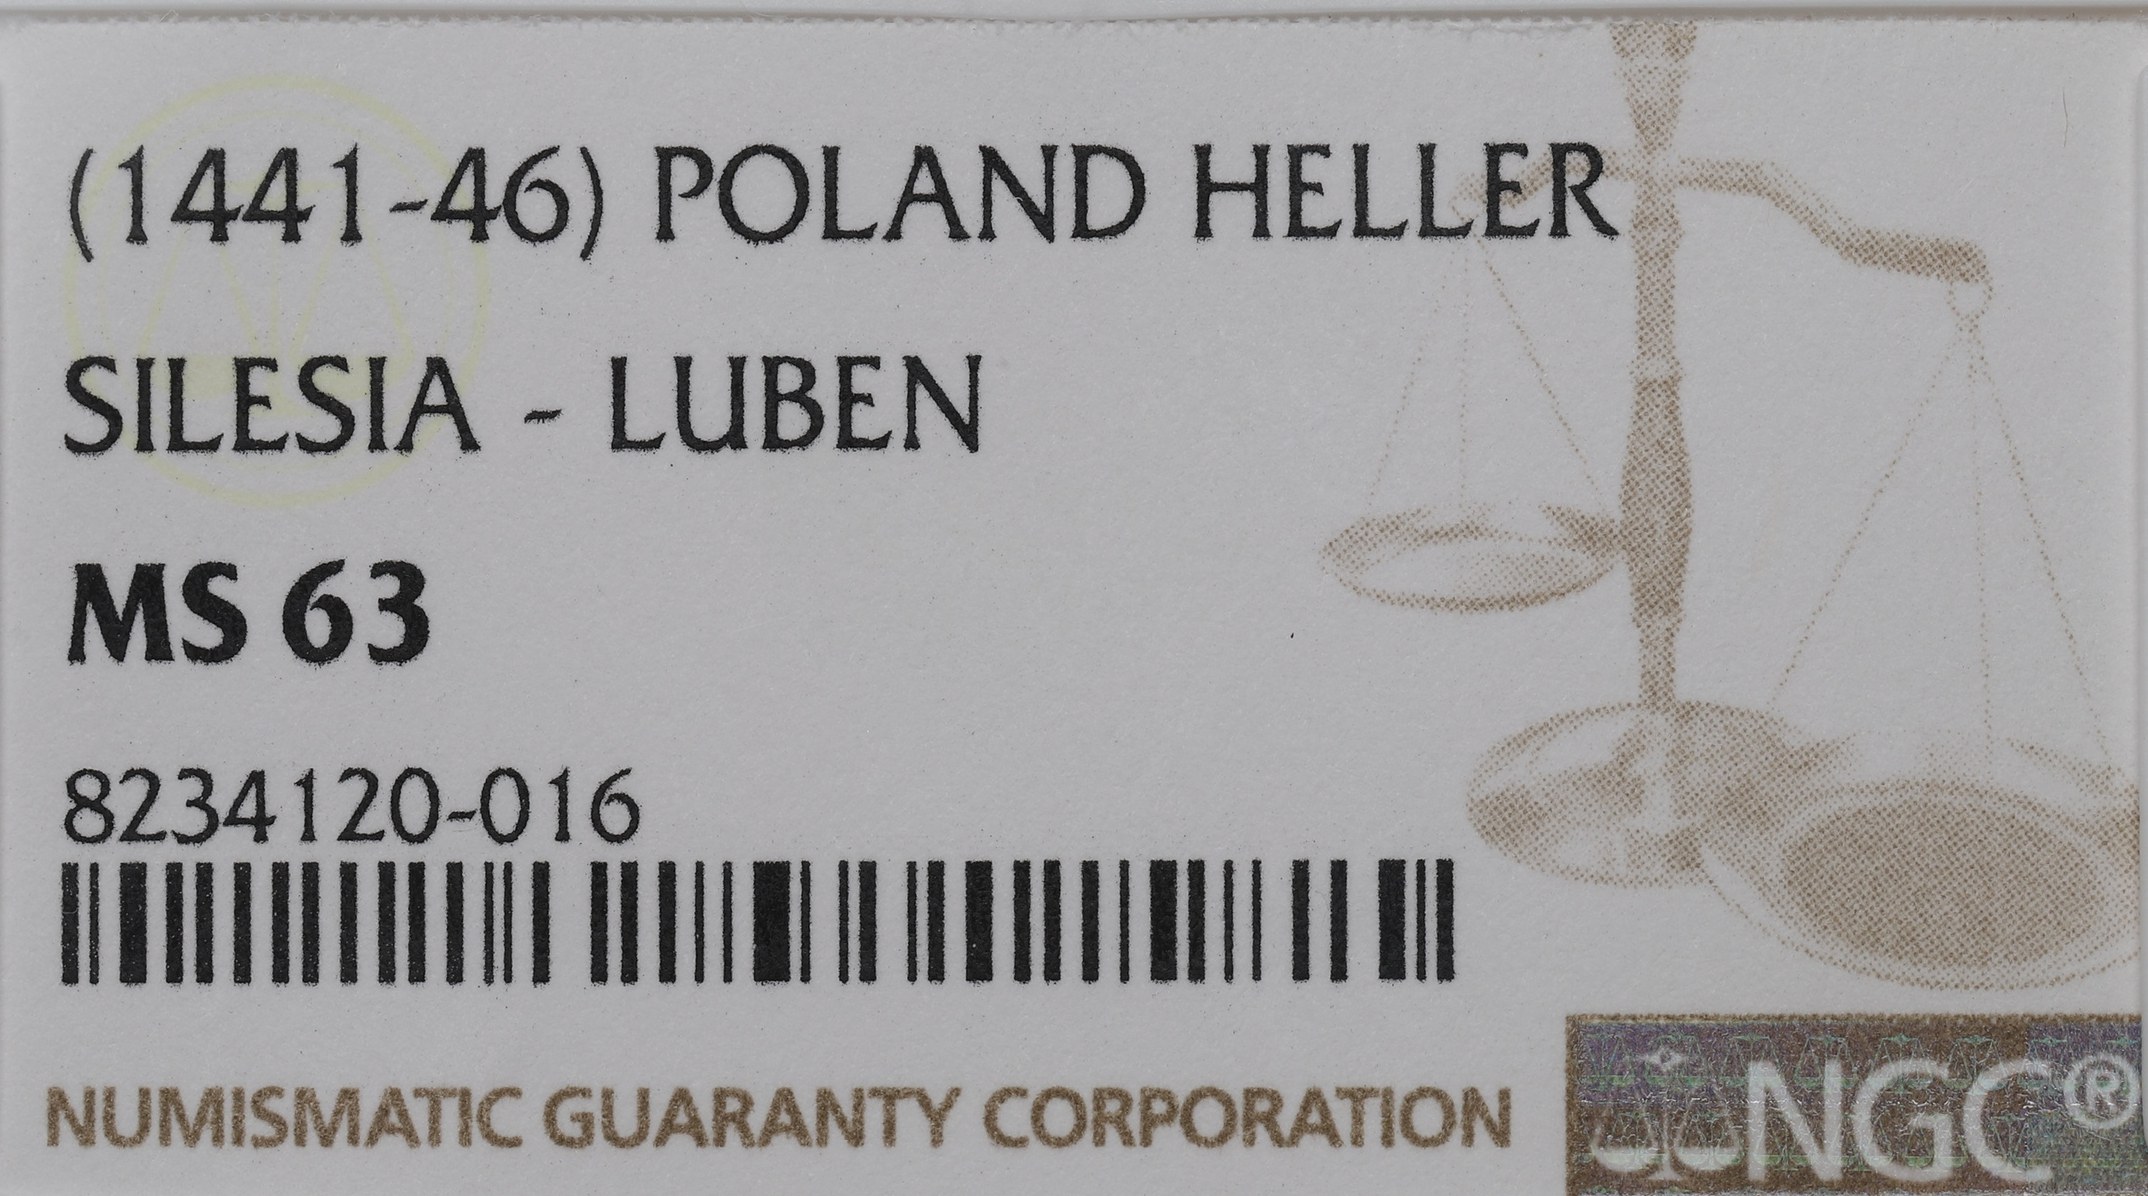 (1441-46) POLAND HELLER
SILESIA - LUBEN
MS 63
8234120-016
NUMISMATIC GUARANTY CORPORATION
NGC®